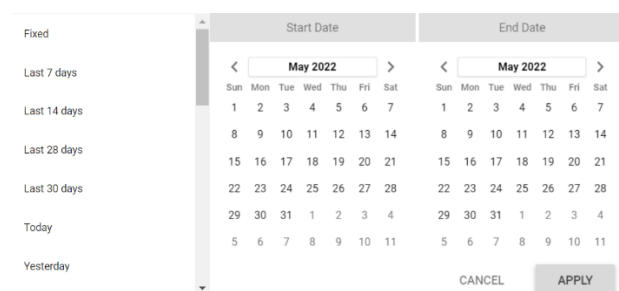 Fixed
Last 7 days
Last 14 days
Last 28 days
Last 30 days
Today
Yesterday
Start Date
May 2022
Sun Mon Tue Wed Thu Fri Sat
1 2 3 4 5 6 7
8 9 10 11 12 13 14
15 16 17 18 19 20 21
22 23 24 25 26 27 28
29 30 31 1 2 3 4
5 6 7 8 9 10 11
End Date
May 2022
Sun Mon Tue Wed Thu Fri Sat
1 2 3 4 5 6 7
8 9 10 11 12 13 14
15 16 17 18 19 20 21
22 23 24 25 26 27 28
29 30 31 1 2 3 4
5 6 7 8 9 10 11
CANCEL APPLY